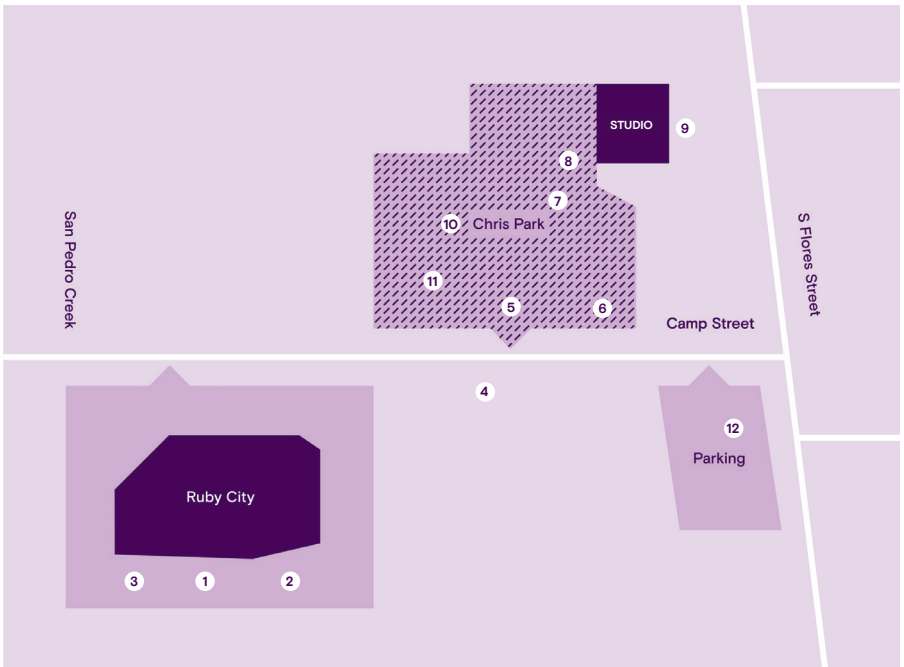 STUDIO
9
8
7
10
Chris Park
San Pedro Creek
S Flores Street
11
5
6
Camp Street
4
12
Parking
Ruby City
3
1
2